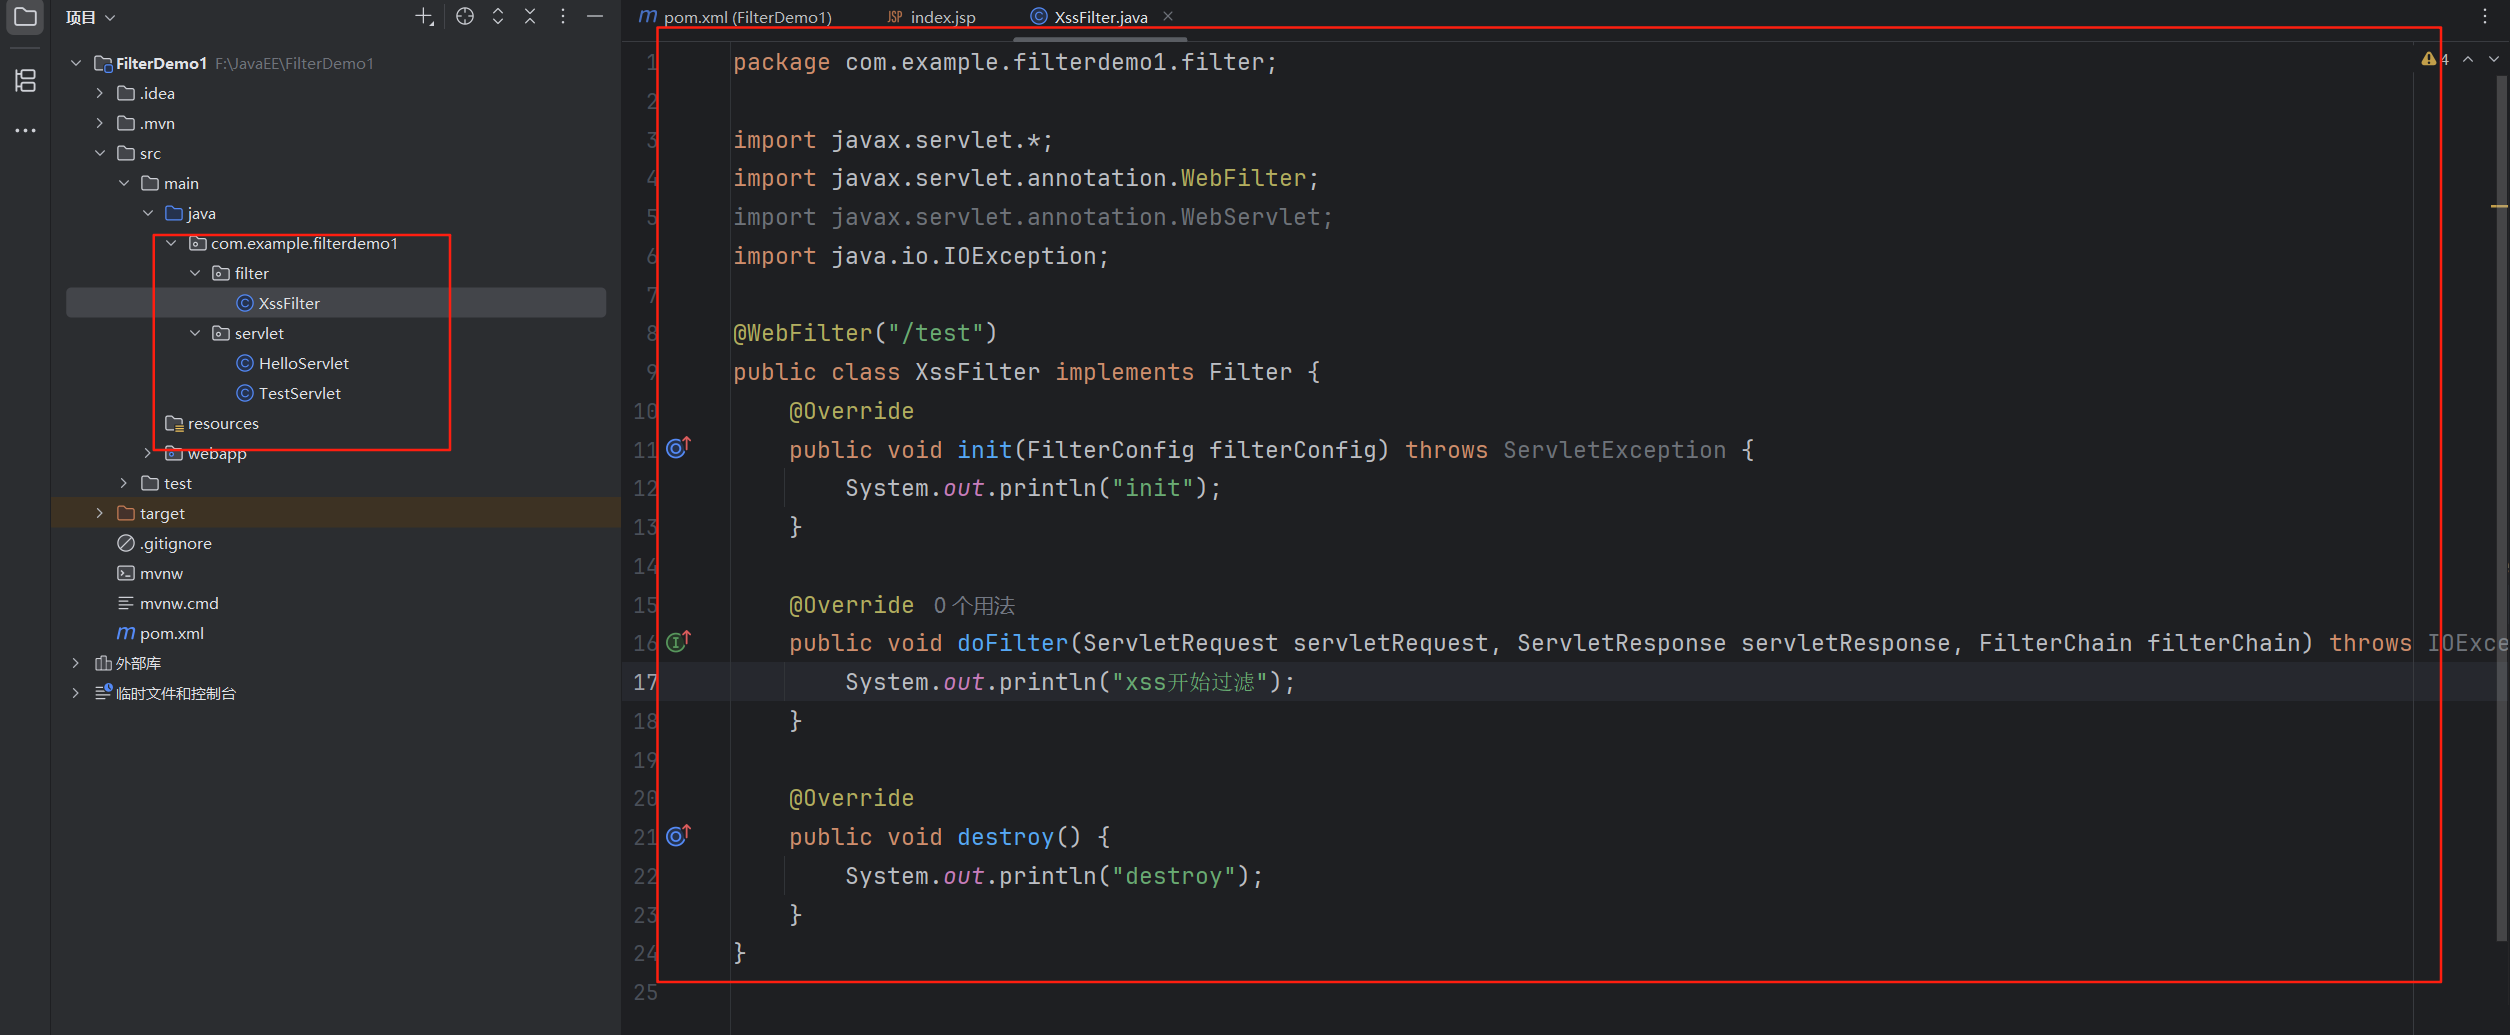 项目
FilterDemo1 F:\JavaEE\FilterDemo1
.idea
.mvn
src
main
java
com.example.filterdemo1
filter
XssFilter
servlet
HelloServlet
TestServlet
resources
webapp
test
target
.gitignore
mvnw
mvnw.cmd
pom.xml
外部库
临时文件和控制台
pom.xml (FilterDemo1) JSP index.jsp XssFilter.java
4
1 package com.example.filterdemo1.filter;
2
3 import javax.servlet.*;
4 import javax.servlet.annotation.WebFilter;
5 import javax.servlet.annotation.WebServlet;
6 import java.io.IOException;
7
8 @WebFilter("/test")
9 public class XssFilter implements Filter {
10 @Override
11 public void init(FilterConfig filterConfig) throws ServletException {
12 System.out.println("init");
13 }
14
15 @Override 0 个用法
16 public void doFilter(ServletRequest servletRequest, ServletResponse servletResponse, FilterChain filterChain) throws IOExce
17 System.out.println("xss开始过滤");
18 }
19
20 @Override
21 public void destroy() {
22 System.out.println("destroy");
23 }
24 }
25